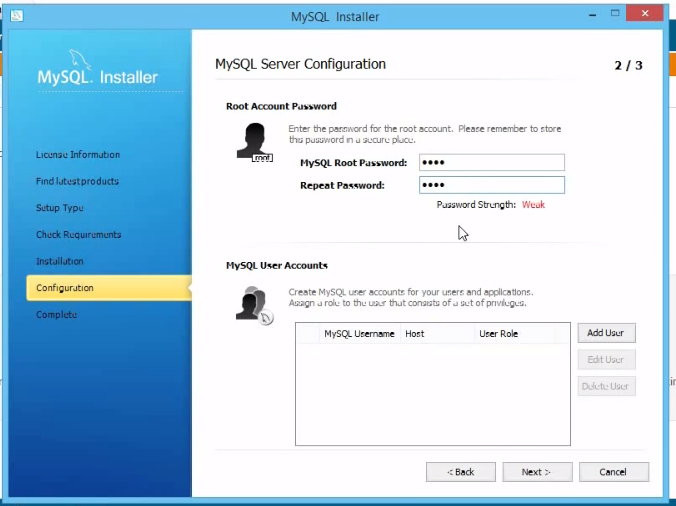 MySQL Installer
MySQL. Installer
MySQL Server Configuration
2 / 3
License Information
Find latest products
Setup Type
Check Requirements
Installation
Configuration
Complete
Root Account Password
root
Enter the password for the root account. Please remember to store
this password in a secure place.
MySQL Root Password: ••••
Repeat Password: ••••
Password Strength: Weak
MySQL User Accounts
Create MySQL user accounts for your users and applications.
Assign a role to the user that consists of a set of privileges.
MySQL Username Host User Role
Add User
Edit User
Delete User
< Back Next > Cancel